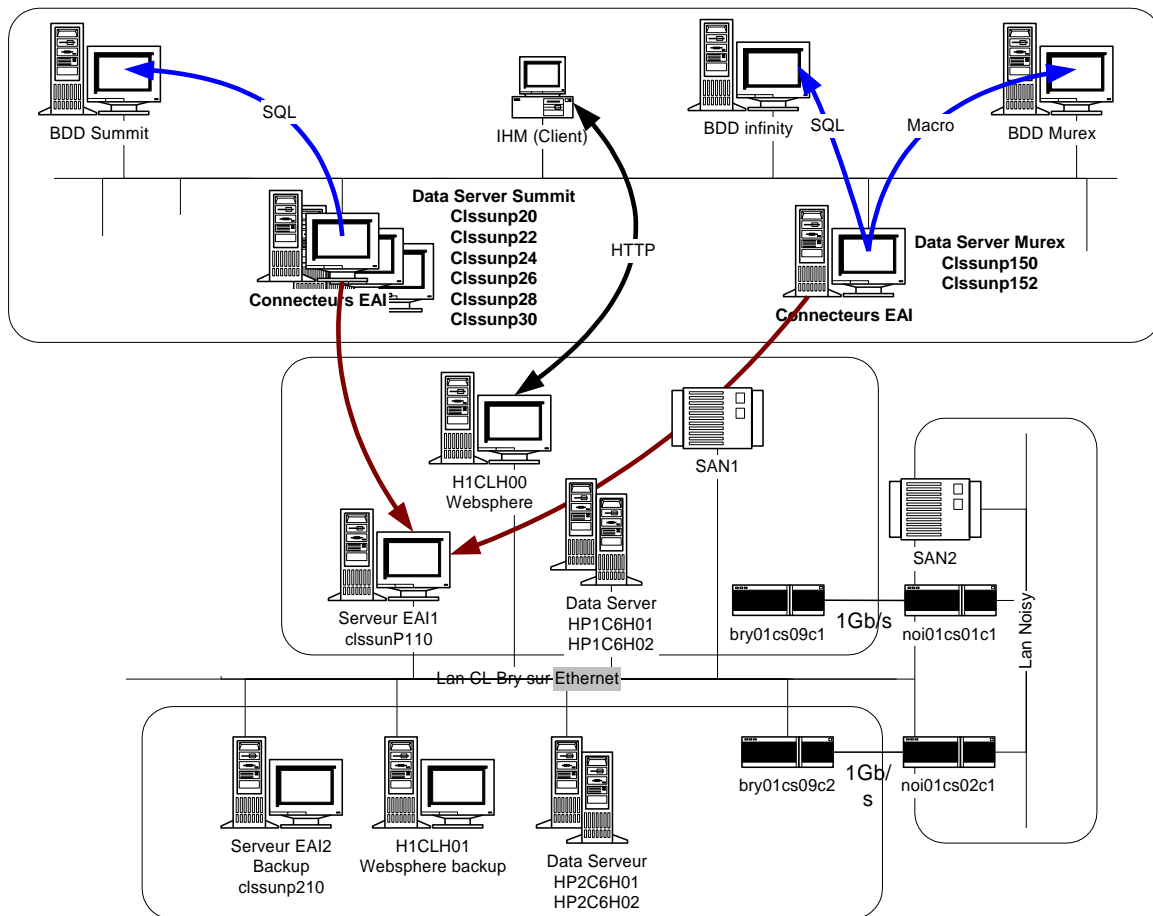 BDD Summit
SQL
IHM (Client)
BDD infinity
SQL
Macro
BDD Murex
Data Server Summit
Clssunp20
Clssunp22
Clssunp24
Clssunp26
Clssunp28
Clssunp30
Connecteurs EAI
HTTP
Data Server Murex
Clssunp150
Clssunp152
Connecteurs EAI
H1CLH00
Websphere
SAN1
SAN2
Serveur EAI1
clssunP110
Data Server
HP1C6H01
HP1C6H02
bry01cs09c1
1Gb/s
noi01cs01c1
Lan Noisy
Lan CL Bry sur Ethernet
bry01cs09c2
1Gb/
s
noi01cs02c1
Serveur EAI2
Backup
clssunp210
H1CLH01
Websphere backup
Data Serveur
HP2C6H01
HP2C6H02